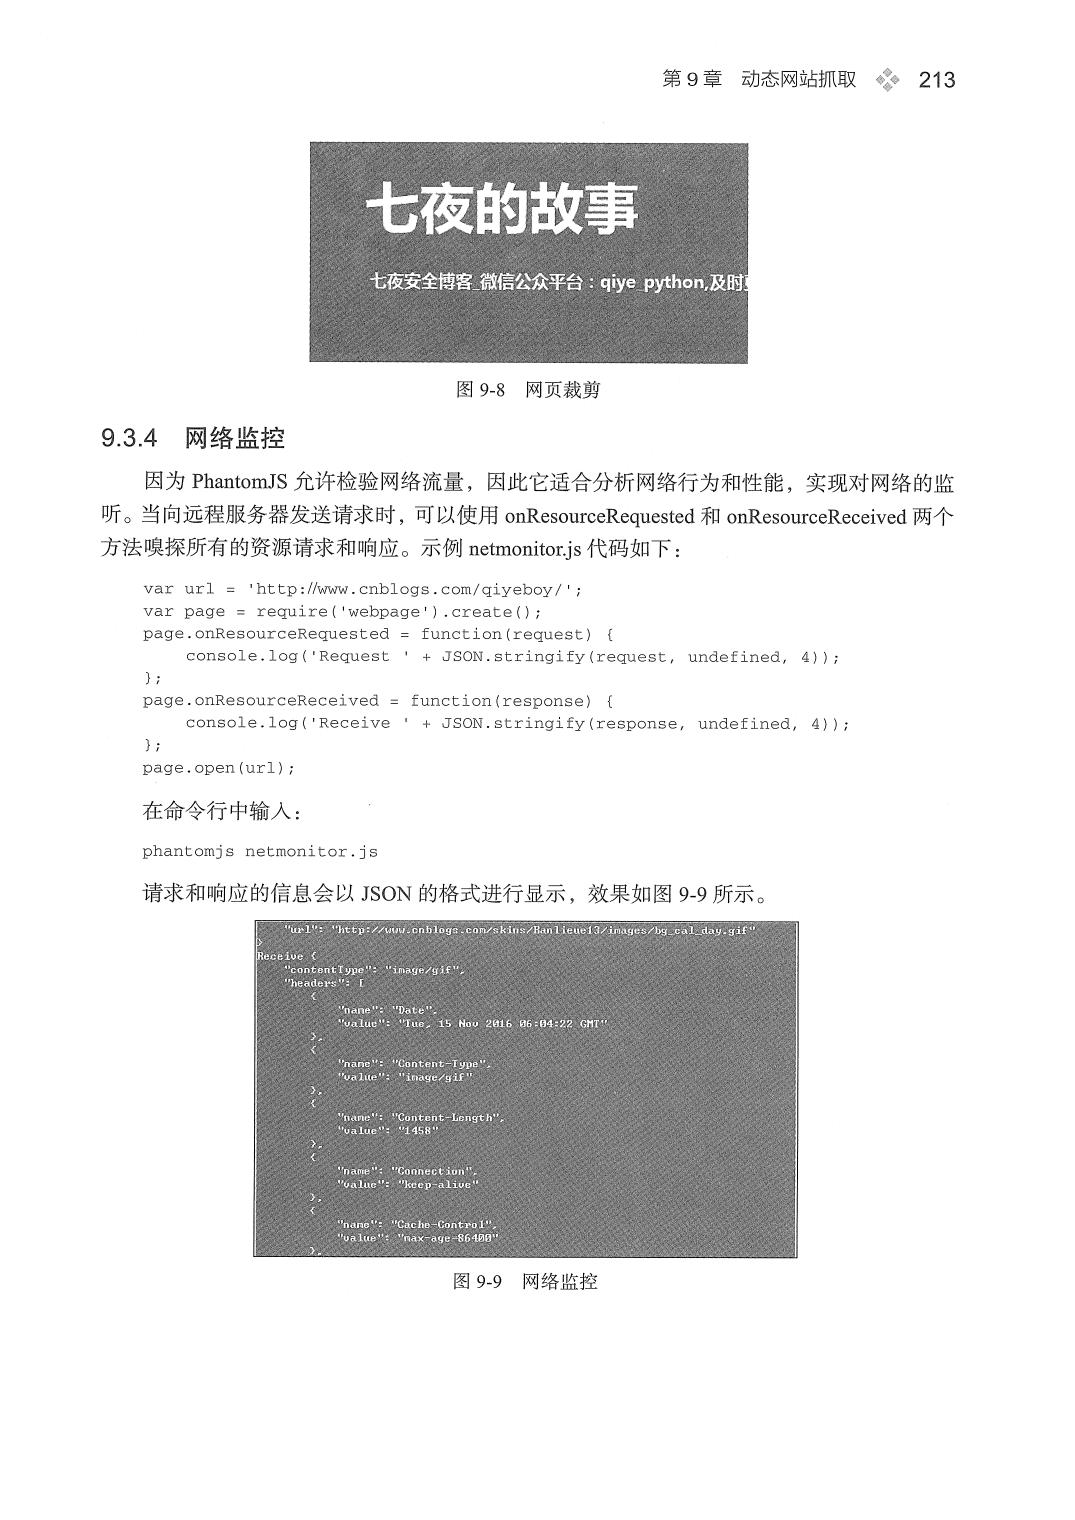 第 9 章 动态网站抓取 213
七夜的故事
七夜安全博客_微信公众平台：qiye_python,及时
图 9-8 网页裁剪
9.3.4 网络监控
因为 PhantomJS 允许检验网络流量，因此它适合分析网络行为和性能，实现对网络的监
听。当向远程服务器发送请求时，可以使用 onResourceRequested 和 onResourceReceived 两个
方法嗅探所有的资源请求和响应。示例 netmonitor.js 代码如下：
var url = 'http://www.cnblogs.com/qiyeboy/';
var page = require('webpage').create();
page.onResourceRequested = function(request) {
    console.log('Request ' + JSON.stringify(request, undefined, 4));
};
page.onResourceReceived = function(response) {
    console.log('Receive ' + JSON.stringify(response, undefined, 4));
};
page.open(url);
在命令行中输入：
phantomjs netmonitor.js
请求和响应的信息会以 JSON 的格式进行显示，效果如图 9-9 所示。
"url": "http://www.cnblogs.com/skins/Hanlieue13/images/bg_cal_day.gif"
}
Receive {
"contentType": "image/gif",
"headers": [
{
"name": "Date",
"value": "Tue, 15 Nov 2016 06:04:22 GMT"
},
{
"name": "Content-Type",
"value": "image/gif"
},
{
"name": "Content-Length",
"value": "1458"
},
{
"name": "Connection",
"value": "keep-alive"
},
{
"name": "Cache-Control",
"value": "max-age=86400"
},
图 9-9 网络监控